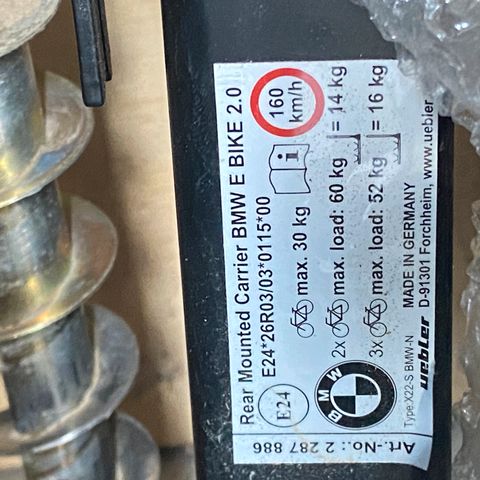 Rear Mounted Carrier BMW E BIKE 2.0
E24*26R03/03*0115*00
160
km/h
E24
i
max. 30 kg
2x max. load: 60 kg = 14 kg
3x max. load: 52 kg = 16 kg
BMW
Type:X22-S BMW-N MADE IN GERMANY
uebler D-91301 Forchheim, www.uebler
Art.-No.: 2 287 886